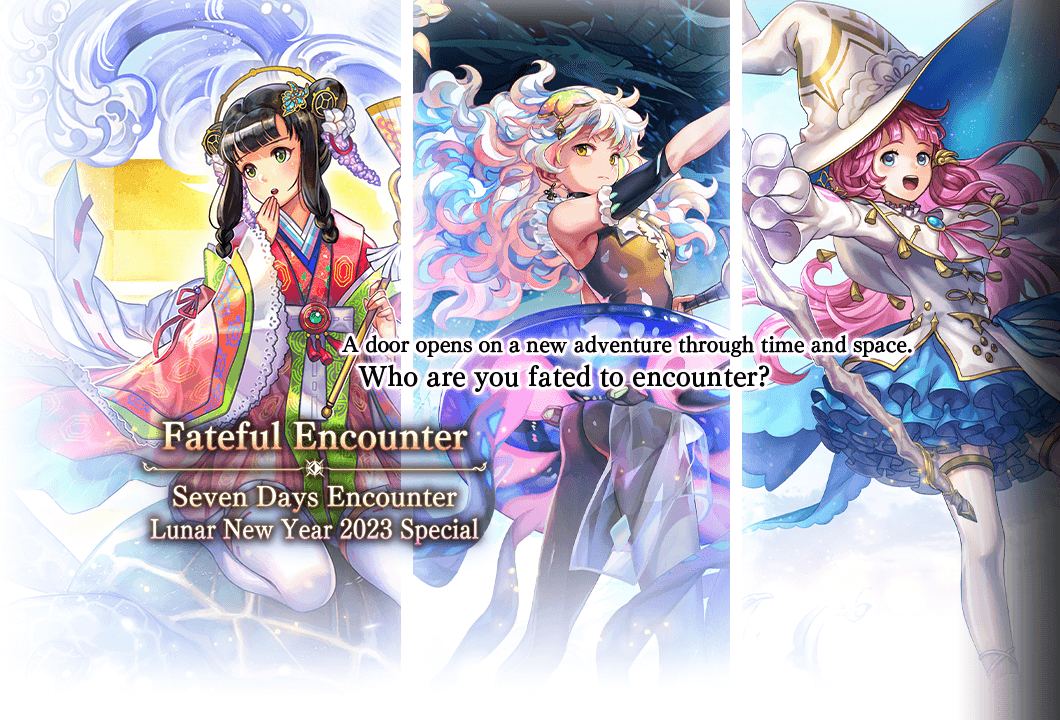 A door opens on a new adventure through time and space.
Who are you fated to encounter?
Fateful Encounter
Seven Days Encounter
Lunar New Year 2023 Special